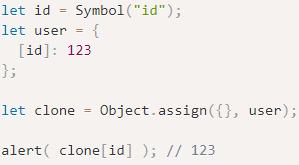 let id = Symbol("id");
let user = {
  [id]: 123
};

let clone = Object.assign({}, user);

alert( clone[id] ); // 123